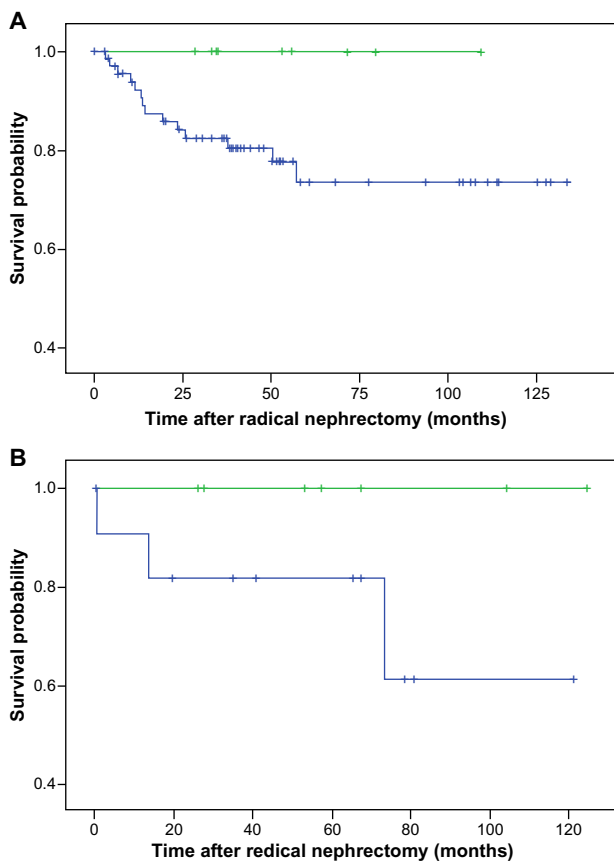 A
1.0
0.8
0.6
0.4
Survival probability
0 25 50 75 100 125
Time after radical nephrectomy (months)
B
1.0
0.8
0.6
0.4
Survival probability
0 20 40 60 80 100 120
Time after redical nephrectomy (months)